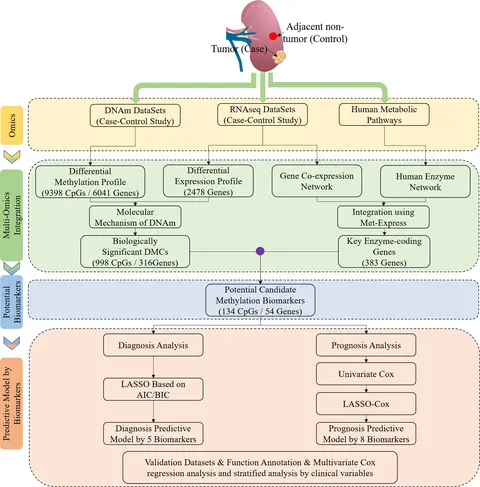 Adjacent non-
tumor (Control)
Tumor (Case)
Omics
DNAm DataSets
(Case-Control Study)
RNAseq DataSets
(Case-Control Study)
Human Metabolic
Pathways
Multi-Omics
Integration
Differential
Methylation Profile
(9398 CpGs / 6041 Genes)
Differential
Expression Profile
(2478 Genes)
Gene Co-expression
Network
Human Enzyme
Network
Molecular
Mechanism of DNAm
Integration using
Met-Express
Biologically
Significant DMCs
(998 CpGs / 316Genes)
Key Enzyme-coding
Genes
(383 Genes)
Potential
Biomarkers
Potential Candidate
Methylation Biomarkers
(134 CpGs / 54 Genes)
Predictive Model by
Biomarkers
Diagnosis Analysis
Prognosis Analysis
LASSO Based on
AIC/BIC
Univariate Cox
LASSO-Cox
Diagnosis Predictive
Model by 5 Biomarkers
Prognosis Predictive
Model by 8 Biomarkers
Validation Datasets & Function Annotation & Multivariate Cox
regression analysis and stratified analysis by clinical variables